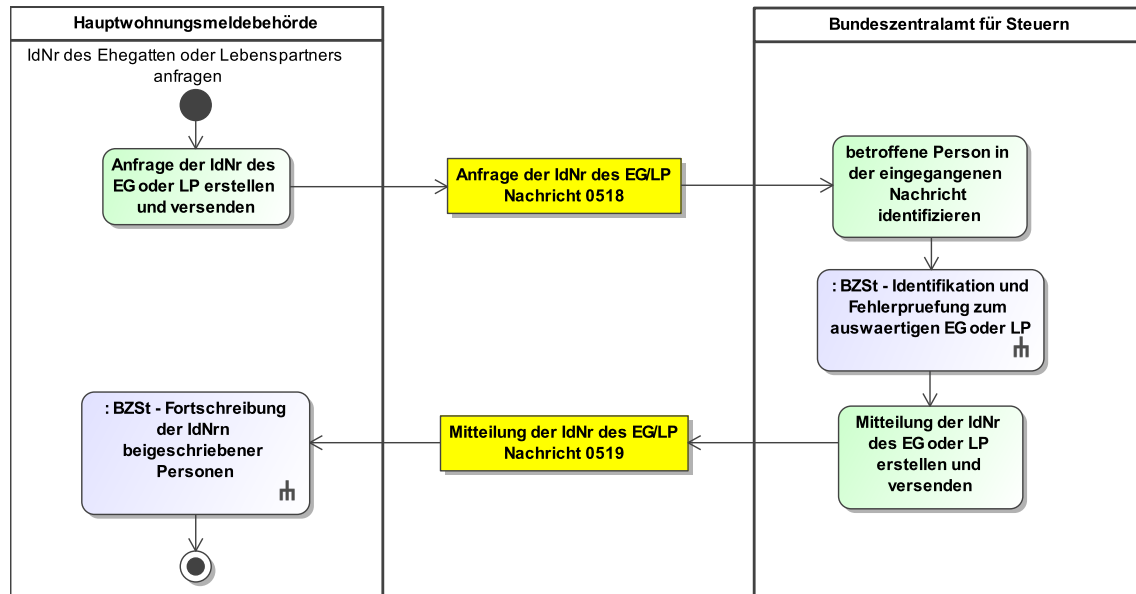 Hauptwohnungsmeldebehörde
Bundeszentralamt für Steuern
IdNr des Ehegatten oder Lebenspartners
anfragen
Anfrage der IdNr des
EG oder LP erstellen
und versenden
Anfrage der IdNr des EG/LP
Nachricht 0518
betroffene Person in
der eingegangenen
Nachricht
identifizieren
: BZSt - Identifikation und
Fehlerpruefung zum
auswaertigen EG oder LP
Mitteilung der IdNr
des EG oder LP
erstellen und
versenden
Mitteilung der IdNr des EG/LP
Nachricht 0519
: BZSt - Fortschreibung
der IdNrn
beigeschriebener
Personen